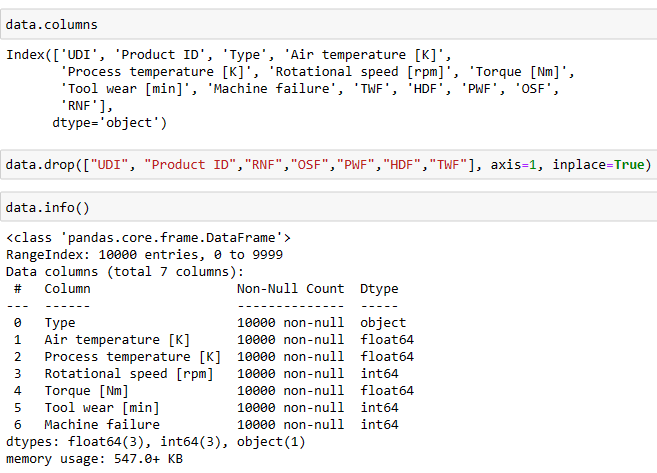 data.columns
Index(['UDI', 'Product ID', 'Type', 'Air temperature [K]',
       'Process temperature [K]', 'Rotational speed [rpm]', 'Torque [Nm]',
       'Tool wear [min]', 'Machine failure', 'TWF', 'HDF', 'PWF', 'OSF',
       'RNF'],
      dtype='object')
data.drop(["UDI", "Product ID","RNF","OSF","PWF","HDF","TWF"], axis=1, inplace=True)
data.info()
<class 'pandas.core.frame.DataFrame'>
RangeIndex: 10000 entries, 0 to 9999
Data columns (total 7 columns):
 #   Column                   Non-Null Count  Dtype
---  ------                   --------------  -----
 0   Type                     10000 non-null  object
 1   Air temperature [K]      10000 non-null  float64
 2   Process temperature [K]  10000 non-null  float64
 3   Rotational speed [rpm]   10000 non-null  int64
 4   Torque [Nm]              10000 non-null  float64
 5   Tool wear [min]          10000 non-null  int64
 6   Machine failure          10000 non-null  int64
dtypes: float64(3), int64(3), object(1)
memory usage: 547.0+ KB